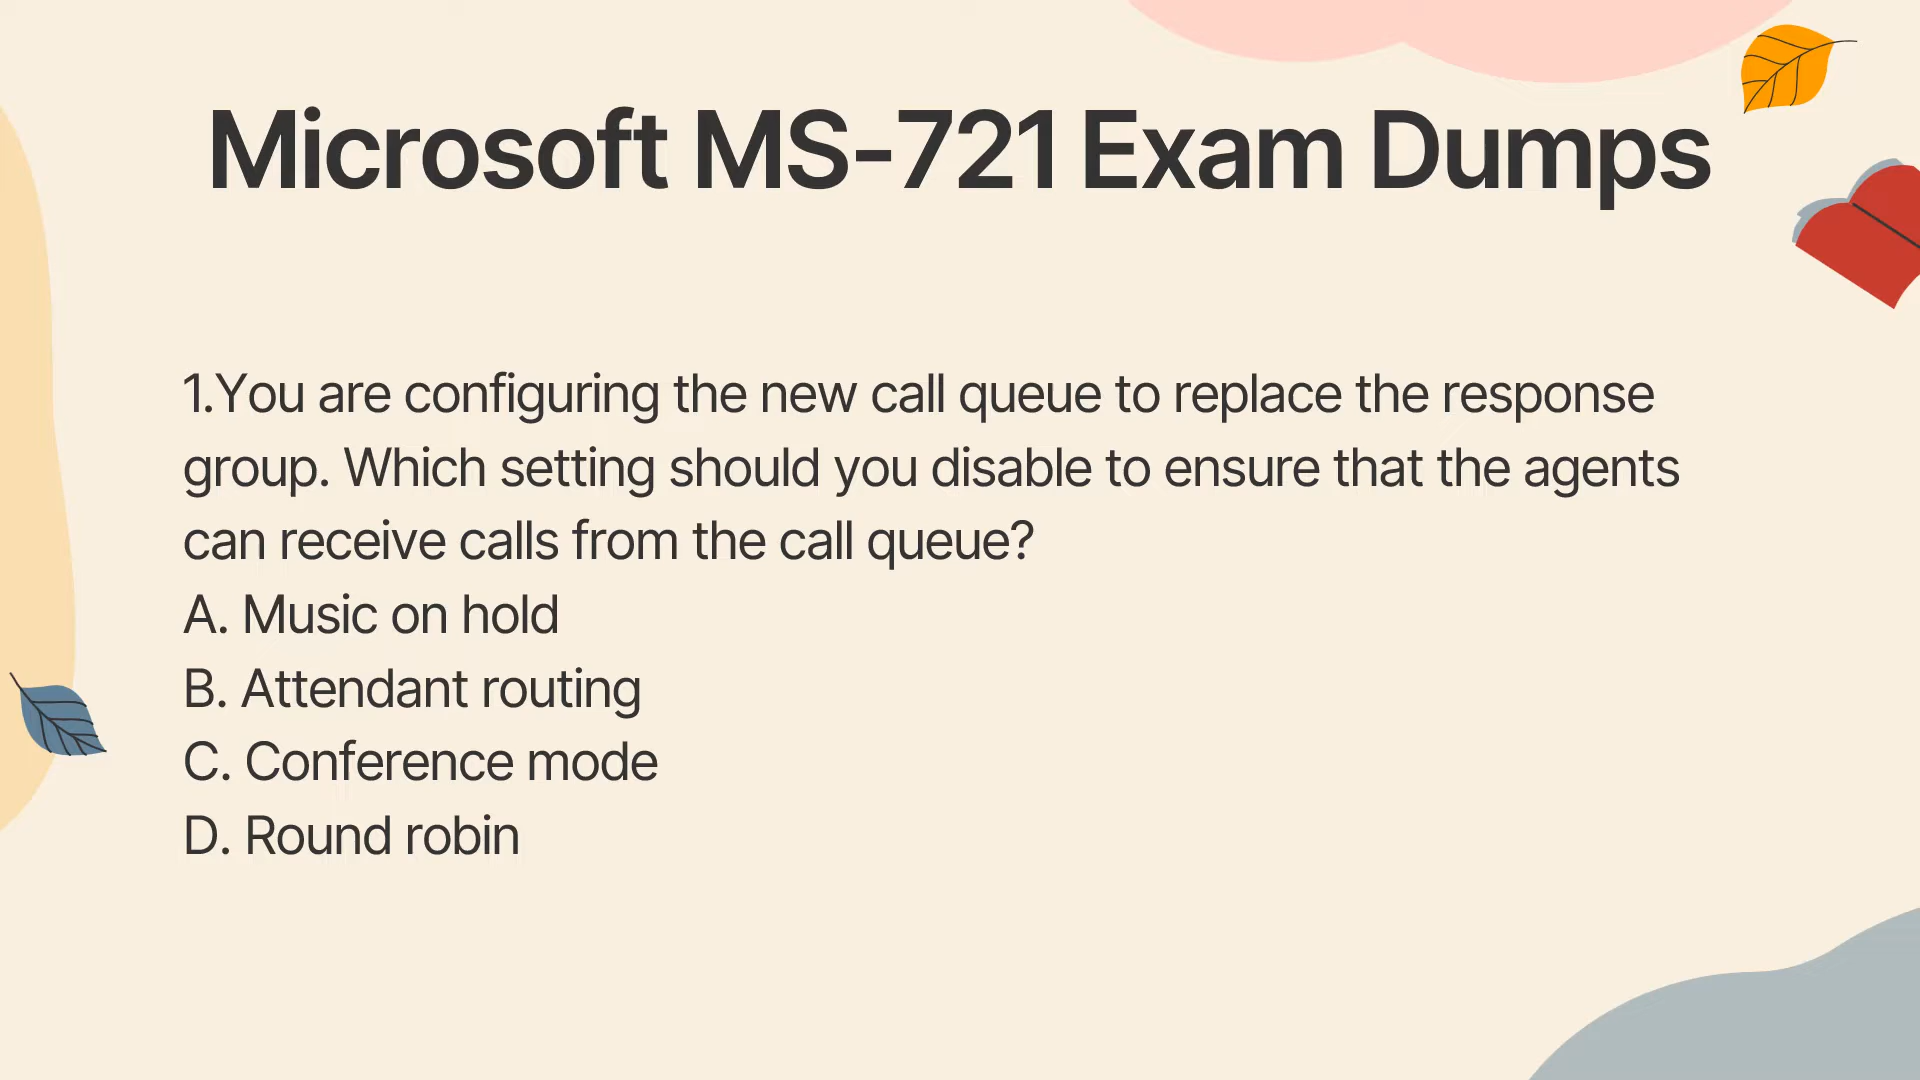 Microsoft MS-721 Exam Dumps
1.You are configuring the new call queue to replace the response
group. Which setting should you disable to ensure that the agents
can receive calls from the call queue?
A. Music on hold
B. Attendant routing
C. Conference mode
D. Round robin